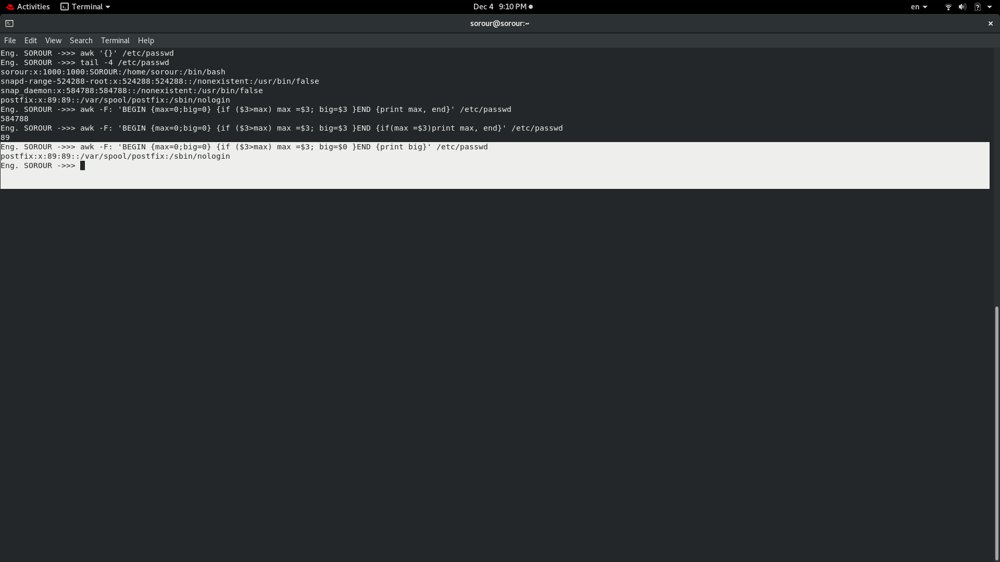 Activities Terminal Dec 4 9:10 PM en
sorour@sorour:~
File Edit View Search Terminal Help
Eng. SOROUR ->>> awk '{}' /etc/passwd
Eng. SOROUR ->>> tail -4 /etc/passwd
sorour:x:1000:1000:SOROUR:/home/sorour:/bin/bash
snapd-range-524288-root:x:524288:524288::/nonexistent:/usr/bin/false
snap_daemon:x:584788:584788::/nonexistent:/usr/bin/false
postfix:x:89:89::/var/spool/postfix:/sbin/nologin
Eng. SOROUR ->>> awk -F: 'BEGIN {max=0;big=0} {if ($3>max) max =$3; big=$3 }END {print max, end}' /etc/passwd
584788
Eng. SOROUR ->>> awk -F: 'BEGIN {max=0;big=0} {if ($3>max) max =$3; big=$3 }END {if(max =$3)print max, end}' /etc/passwd
89
Eng. SOROUR ->>> awk -F: 'BEGIN {max=0;big=0} {if ($3>max) max =$3; big=$0 }END {print big}' /etc/passwd
postfix:x:89:89::/var/spool/postfix:/sbin/nologin
Eng. SOROUR ->>>